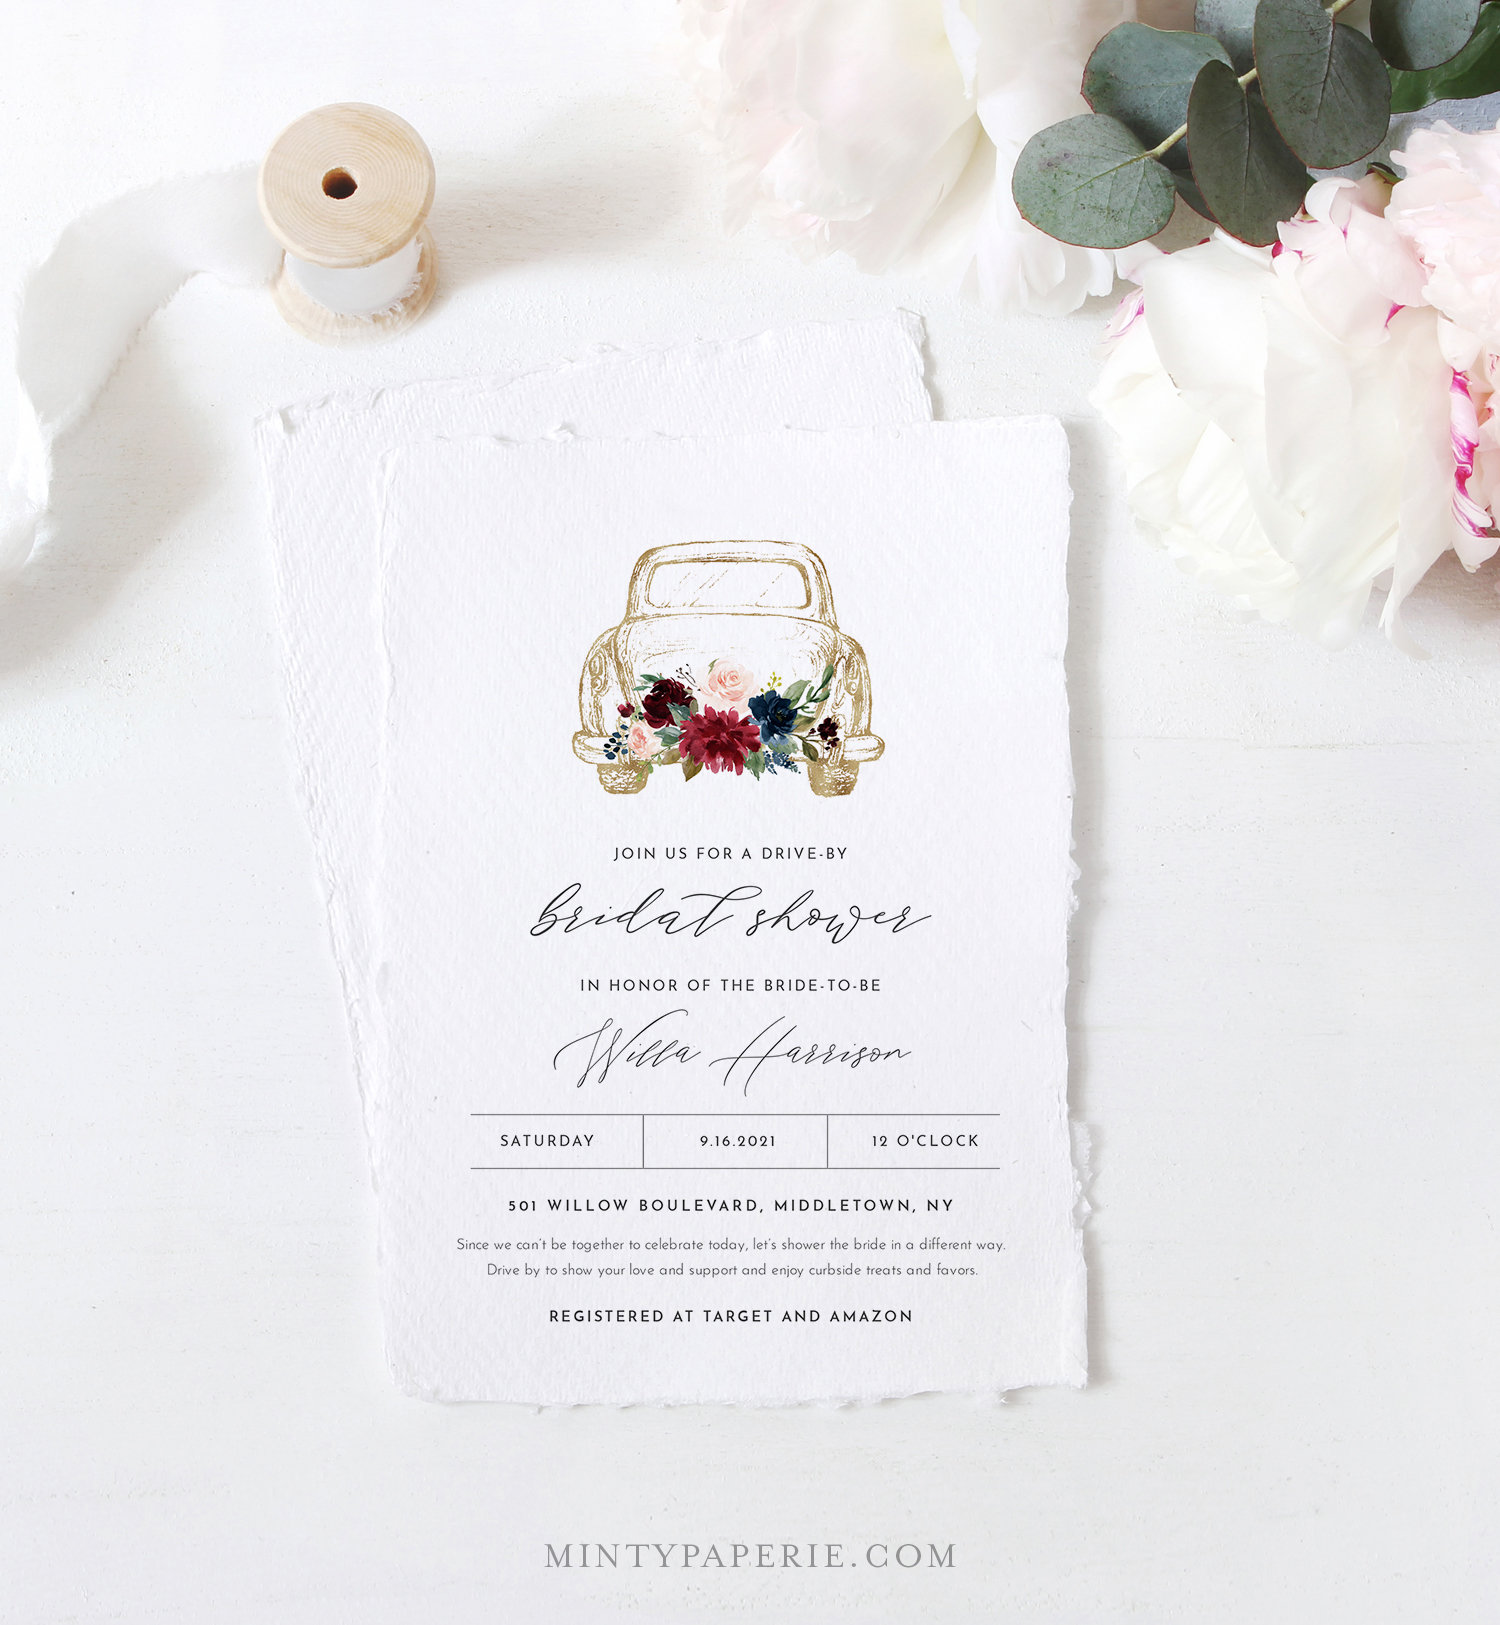 JOIN US FOR A DRIVE-BY
bridal shower
IN HONOR OF THE BRIDE-TO-BE
Willa Harrison
SATURDAY 9.16.2021 12 O'CLOCK
501 WILLOW BOULEVARD, MIDDLETOWN, NY
Since we can't be together to celebrate today, let's shower the bride in a different way.
Drive by to show your love and support and enjoy curbside treats and favors.
REGISTERED AT TARGET AND AMAZON
MINTYPAPERIE.COM